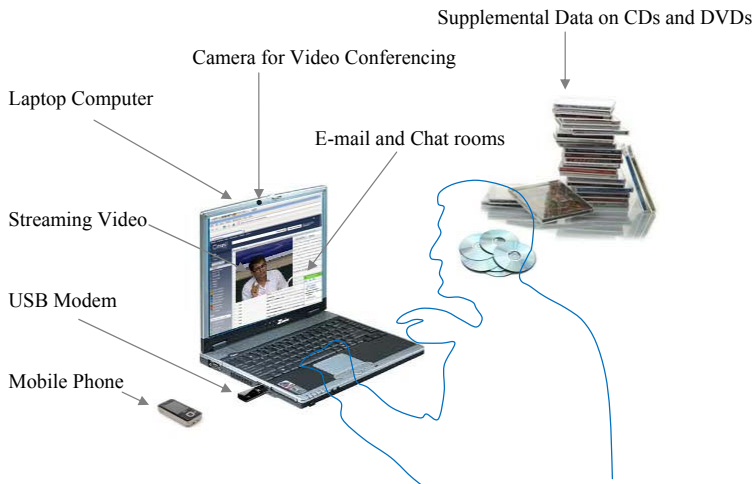 Supplemental Data on CDs and DVDs
Camera for Video Conferencing
Laptop Computer
E-mail and Chat rooms
Streaming Video
USB Modem
Mobile Phone